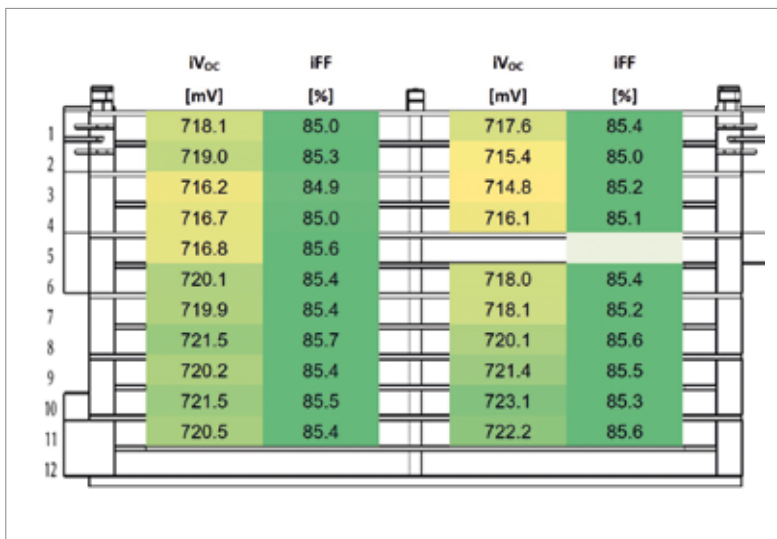 iVOC iFF iVOC iFF
[mV] [%] [mV] [%]
1 718.1 85.0 717.6 85.4
2 719.0 85.3 715.4 85.0
3 716.2 84.9 714.8 85.2
4 716.7 85.0 716.1 85.1
5 716.8 85.6
6 720.1 85.4 718.0 85.4
7 719.9 85.4 718.1 85.2
8 721.5 85.7 720.1 85.6
9 720.2 85.4 721.4 85.5
10 721.5 85.5 723.1 85.3
11 720.5 85.4 722.2 85.6
12